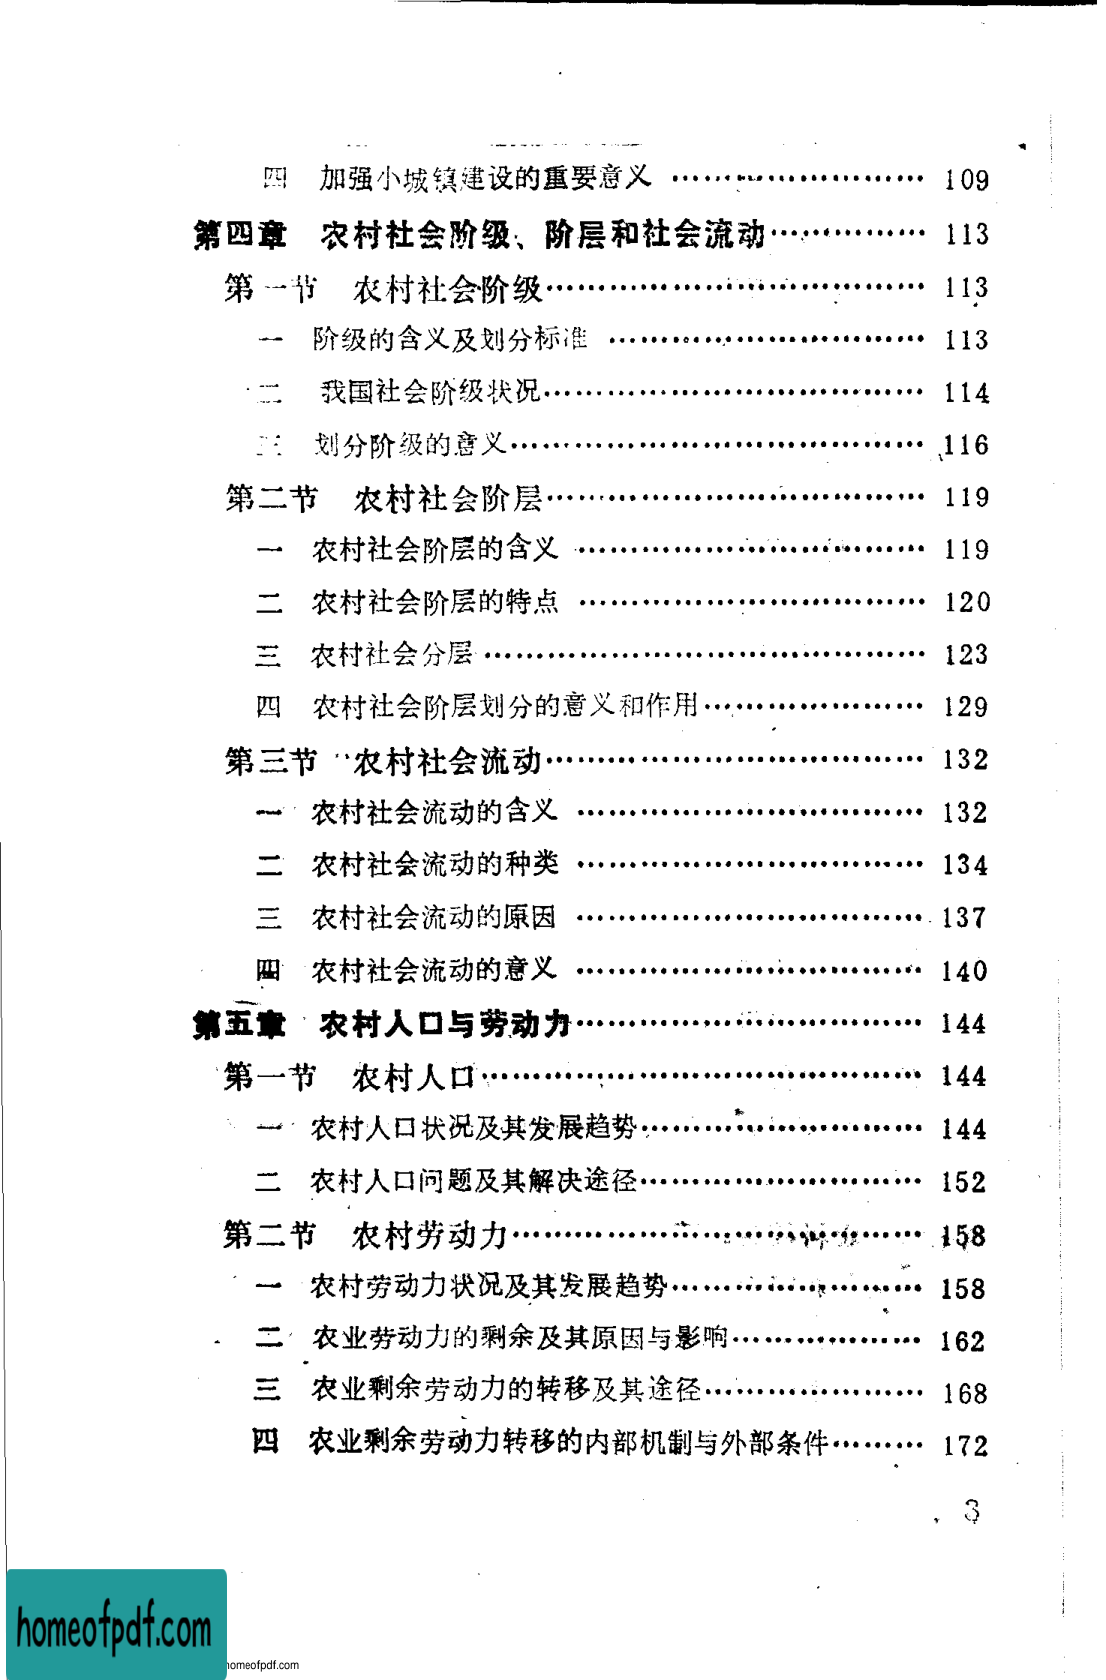 四 加强小城镇建设的重要意义 ………………… 109
第四章 农村社会阶级、阶层和社会流动 ………… 113
第一节 农村社会阶级 ………………………… 113
一 阶级的含义及划分标准 …………………… 113
二 我国社会阶级状况 ………………………… 114
三 划分阶级的意义 …………………………… 116
第二节 农村社会阶层 ………………………… 119
一 农村社会阶层的含义 ……………………… 119
二 农村社会阶层的特点 ……………………… 120
三 农村社会分层 ……………………………… 123
四 农村社会阶层划分的意义和作用 …………… 129
第三节 农村社会流动 ………………………… 132
一 农村社会流动的含义 ……………………… 132
二 农村社会流动的种类 ……………………… 134
三 农村社会流动的原因 ……………………… 137
四 农村社会流动的意义 ……………………… 140
第五章 农村人口与劳动力 …………………… 144
第一节 农村人口 ……………………………… 144
一 农村人口状况及其发展趋势 ……………… 144
二 农村人口问题及其解决途径 ……………… 152
第二节 农村劳动力 …………………………… 158
一 农村劳动力状况及其发展趋势 …………… 158
二 农业劳动力的剩余及其原因与影响 ………… 162
三 农业剩余劳动力的转移及其途径 …………… 168
四 农业剩余劳动力转移的内部机制与外部条件 ……… 172
3
homeofpdf.com
homeofpdf.com